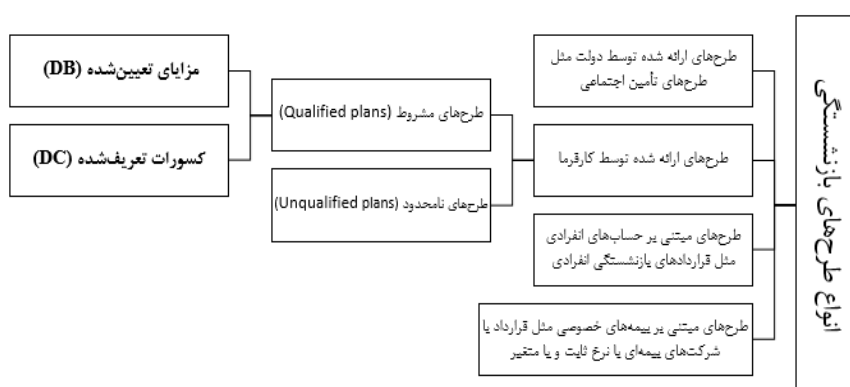 انواع طرح‌های بازنشستگی
طرح‌های ارائه شده توسط دولت مثل
طرح‌های تأمین اجتماعی
طرح‌های ارائه شده توسط کارفرما
طرح‌های مبتنی بر حساب‌های انفرادی
مثل قراردادهای بازنشستگی انفرادی
طرح‌های مبتنی بر بیمه‌های خصوصی مثل قرارداد با
شرکت‌های بیمه‌ای با نرخ ثابت و یا متغیر
طرح‌های مشروط (Qualified plans)
طرح‌های نامحدود (Unqualified plans)
مزایای تعیین‌شده (DB)
کسورات تعریف‌شده (DC)